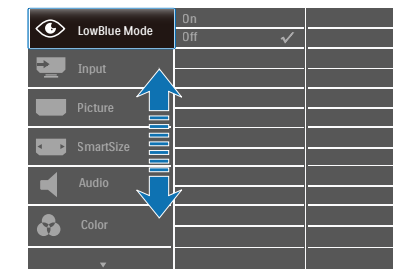 LowBlue Mode
On
Off
Input
Picture
SmartSize
Audio
Color